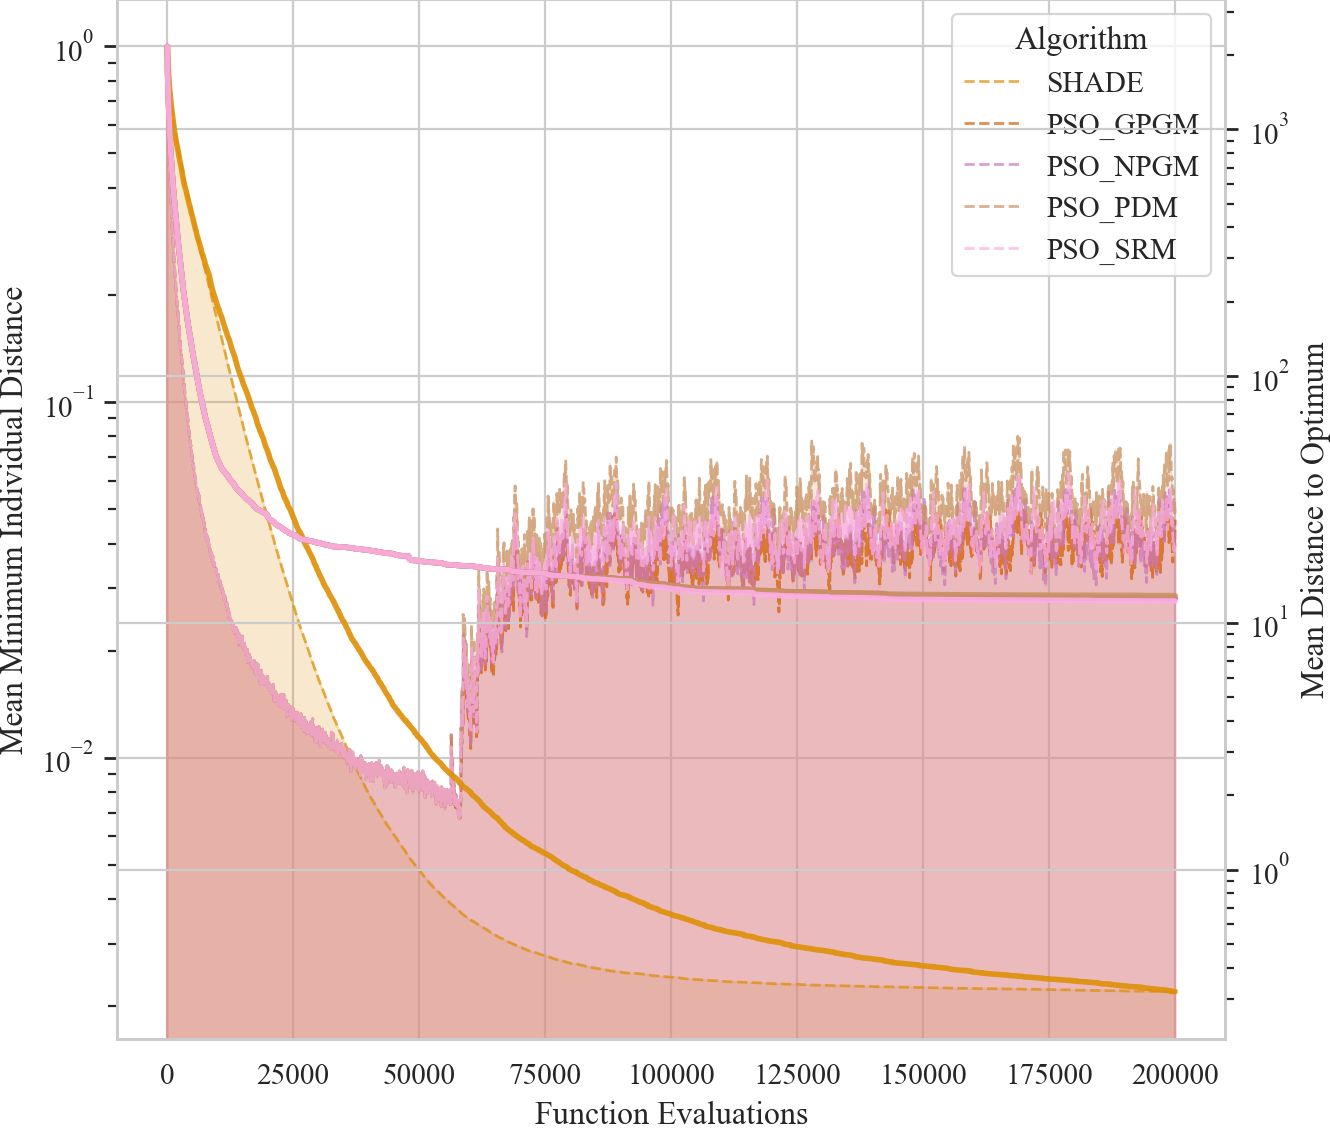 Algorithm
SHADE
PSO_GPGM
PSO_NPGM
PSO_PDM
PSO_SRM
10^0
10^-1
10^-2
Mean Minimum Individual Distance
10^3
10^2
10^1
10^0
Mean Distance to Optimum
0 25000 50000 75000 100000 125000 150000 175000 200000
Function Evaluations